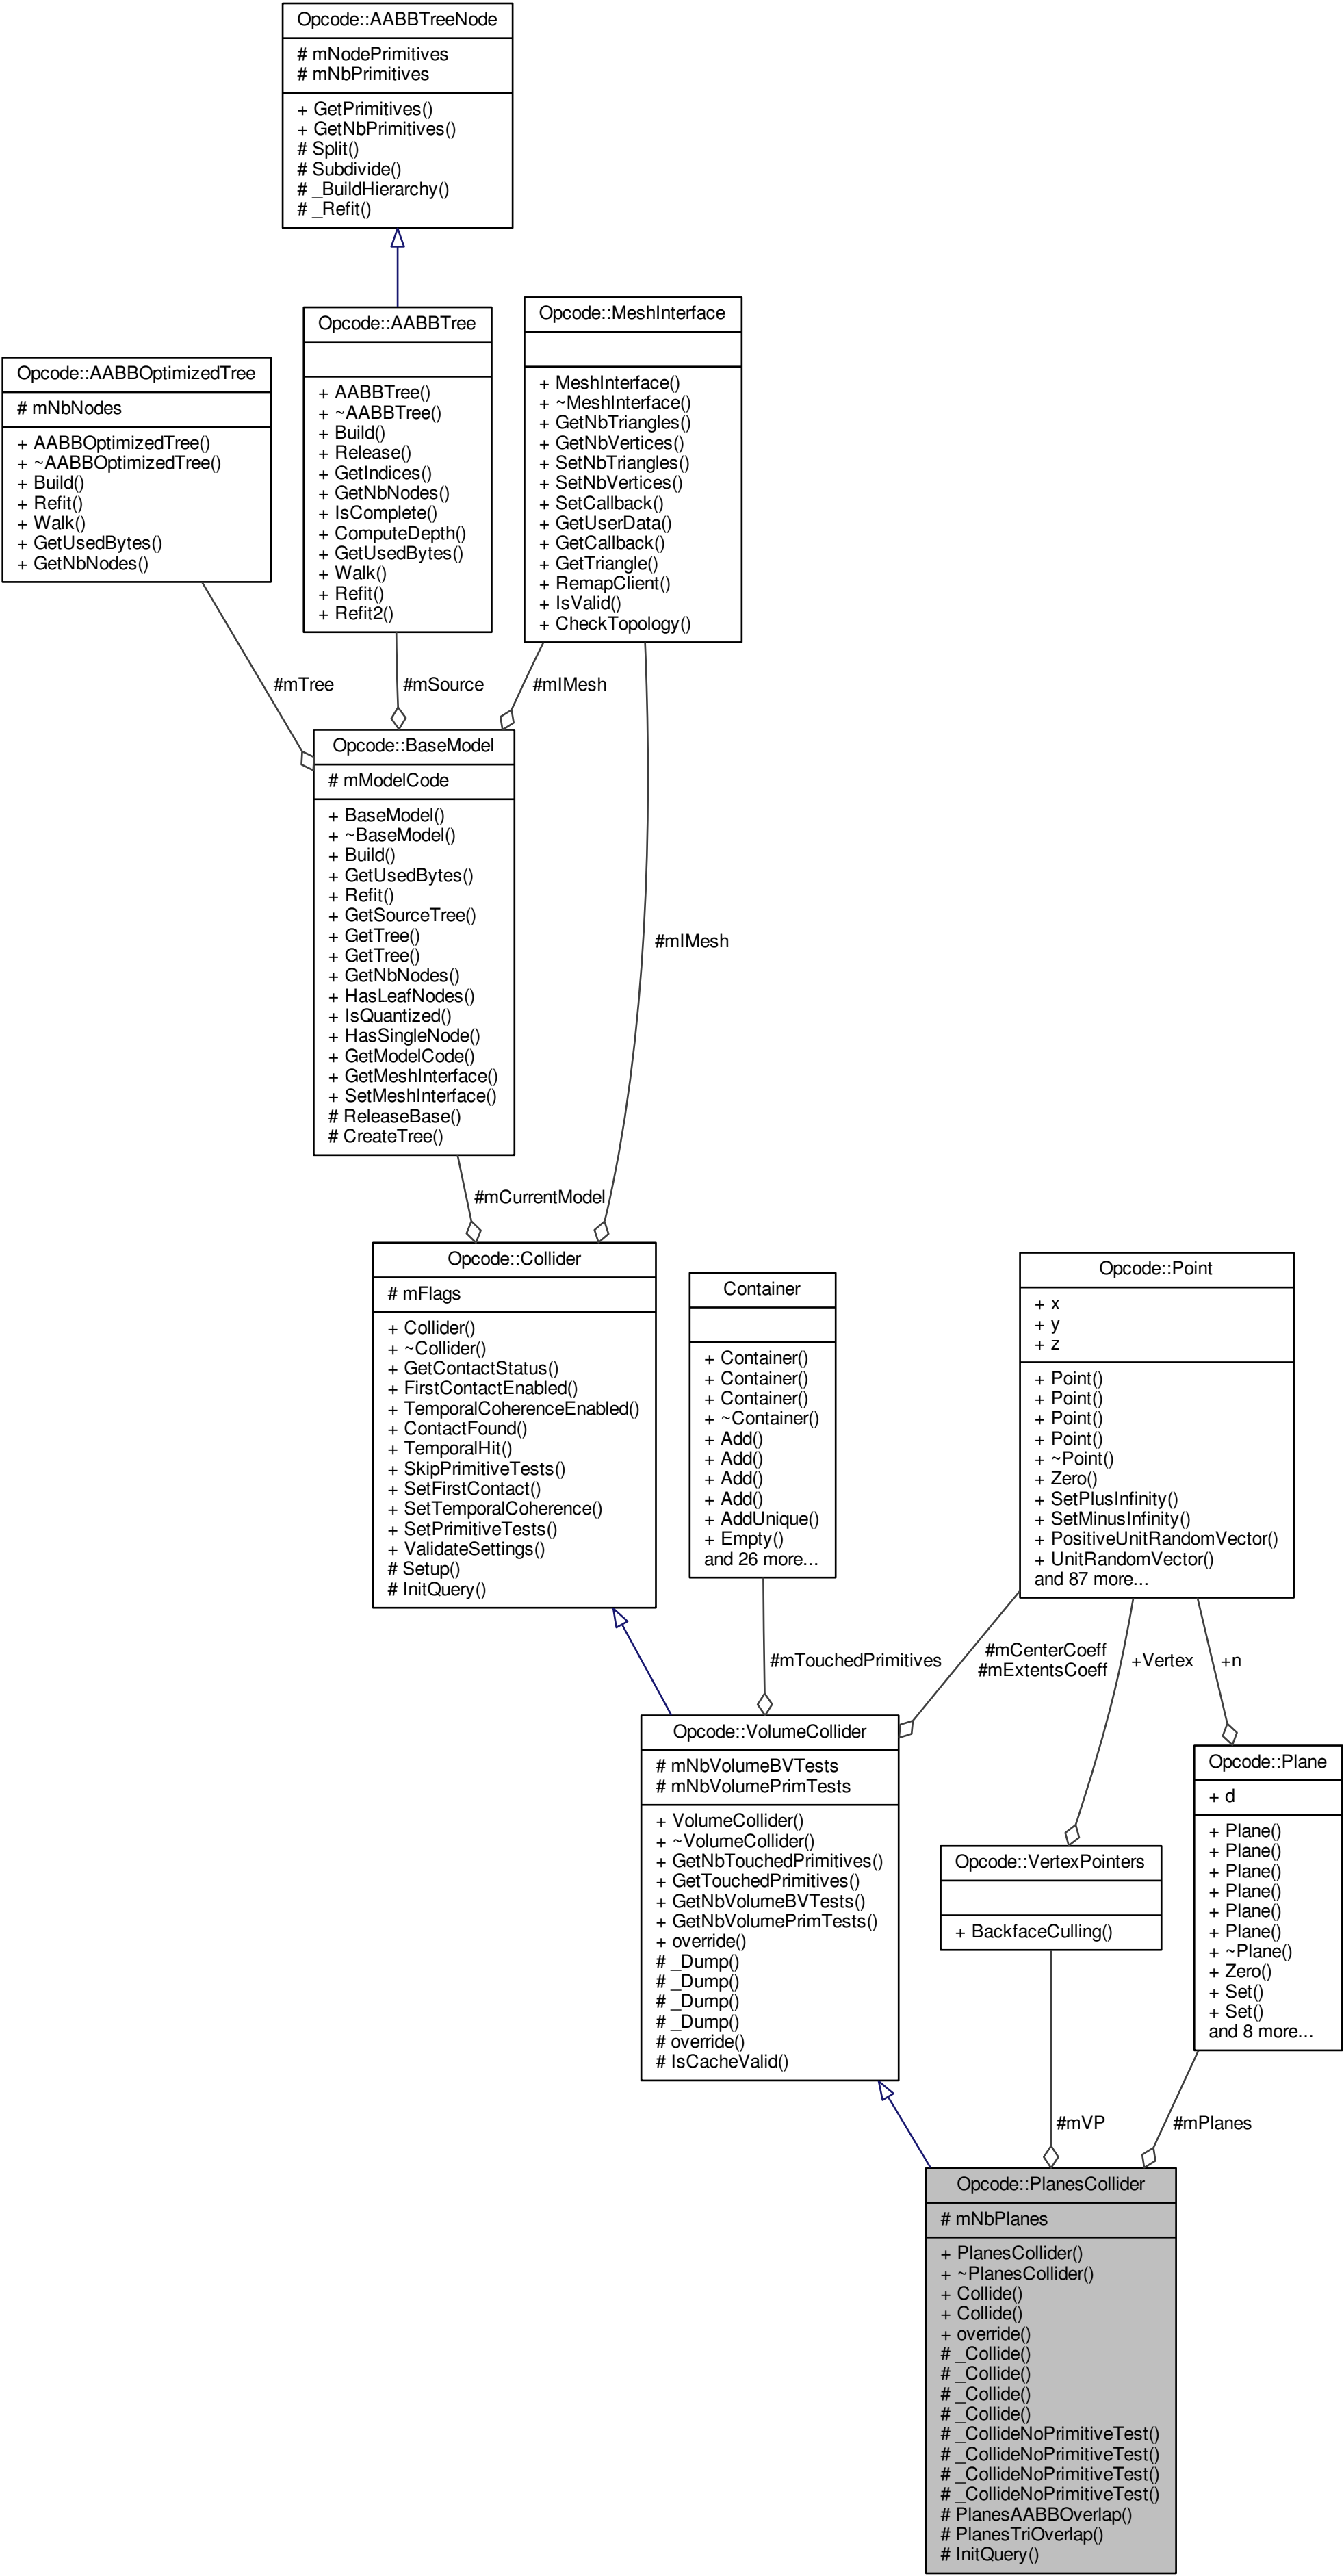 Opcode::AABBTreeNode
# mNodePrimitives
# mNbPrimitives
+ GetPrimitives()
+ GetNbPrimitives()
# Split()
# Subdivide()
# _BuildHierarchy()
# _Refit()
Opcode::AABBTree
+ AABBTree()
+ ~AABBTree()
+ Build()
+ Release()
+ GetIndices()
+ GetNbNodes()
+ IsComplete()
+ ComputeDepth()
+ GetUsedBytes()
+ Walk()
+ Refit()
+ Refit2()
Opcode::MeshInterface
+ MeshInterface()
+ ~MeshInterface()
+ GetNbTriangles()
+ GetNbVertices()
+ SetNbTriangles()
+ SetNbVertices()
+ SetCallback()
+ GetUserData()
+ GetCallback()
+ GetTriangle()
+ RemapClient()
+ IsValid()
+ CheckTopology()
Opcode::AABBOptimizedTree
# mNbNodes
+ AABBOptimizedTree()
+ ~AABBOptimizedTree()
+ Build()
+ Refit()
+ Walk()
+ GetUsedBytes()
+ GetNbNodes()
#mTree
#mSource
#mIMesh
Opcode::BaseModel
# mModelCode
+ BaseModel()
+ ~BaseModel()
+ Build()
+ GetUsedBytes()
+ Refit()
+ GetSourceTree()
+ GetTree()
+ GetTree()
+ GetNbNodes()
+ HasLeafNodes()
+ IsQuantized()
+ HasSingleNode()
+ GetModelCode()
+ GetMeshInterface()
+ SetMeshInterface()
# ReleaseBase()
# CreateTree()
#mIMesh
#mCurrentModel
Opcode::Collider
# mFlags
+ Collider()
+ ~Collider()
+ GetContactStatus()
+ FirstContactEnabled()
+ TemporalCoherenceEnabled()
+ ContactFound()
+ TemporalHit()
+ SkipPrimitiveTests()
+ SetFirstContact()
+ SetTemporalCoherence()
+ SetPrimitiveTests()
+ ValidateSettings()
# Setup()
# InitQuery()
Container
+ Container()
+ Container()
+ Container()
+ ~Container()
+ Add()
+ Add()
+ Add()
+ Add()
+ AddUnique()
+ Empty()
and 26 more...
Opcode::Point
+ x
+ y
+ z
+ Point()
+ Point()
+ Point()
+ Point()
+ ~Point()
+ Zero()
+ SetPlusInfinity()
+ SetMinusInfinity()
+ PositiveUnitRandomVector()
+ UnitRandomVector()
and 87 more...
#mTouchedPrimitives
#mCenterCoeff
#mExtentsCoeff
+Vertex
+n
Opcode::VolumeCollider
# mNbVolumeBVTests
# mNbVolumePrimTests
+ VolumeCollider()
+ ~VolumeCollider()
+ GetNbTouchedPrimitives()
+ GetTouchedPrimitives()
+ GetNbVolumeBVTests()
+ GetNbVolumePrimTests()
+ override()
# _Dump()
# _Dump()
# _Dump()
# _Dump()
# override()
# IsCacheValid()
Opcode::VertexPointers
+ BackfaceCulling()
Opcode::Plane
+ d
+ Plane()
+ Plane()
+ Plane()
+ Plane()
+ Plane()
+ Plane()
+ ~Plane()
+ Zero()
+ Set()
+ Set()
and 8 more...
#mVP
#mPlanes
Opcode::PlanesCollider
# mNbPlanes
+ PlanesCollider()
+ ~PlanesCollider()
+ Collide()
+ Collide()
+ override()
# _Collide()
# _Collide()
# _Collide()
# _Collide()
# _CollideNoPrimitiveTest()
# _CollideNoPrimitiveTest()
# _CollideNoPrimitiveTest()
# _CollideNoPrimitiveTest()
# PlanesAABBOverlap()
# PlanesTriOverlap()
# InitQuery()